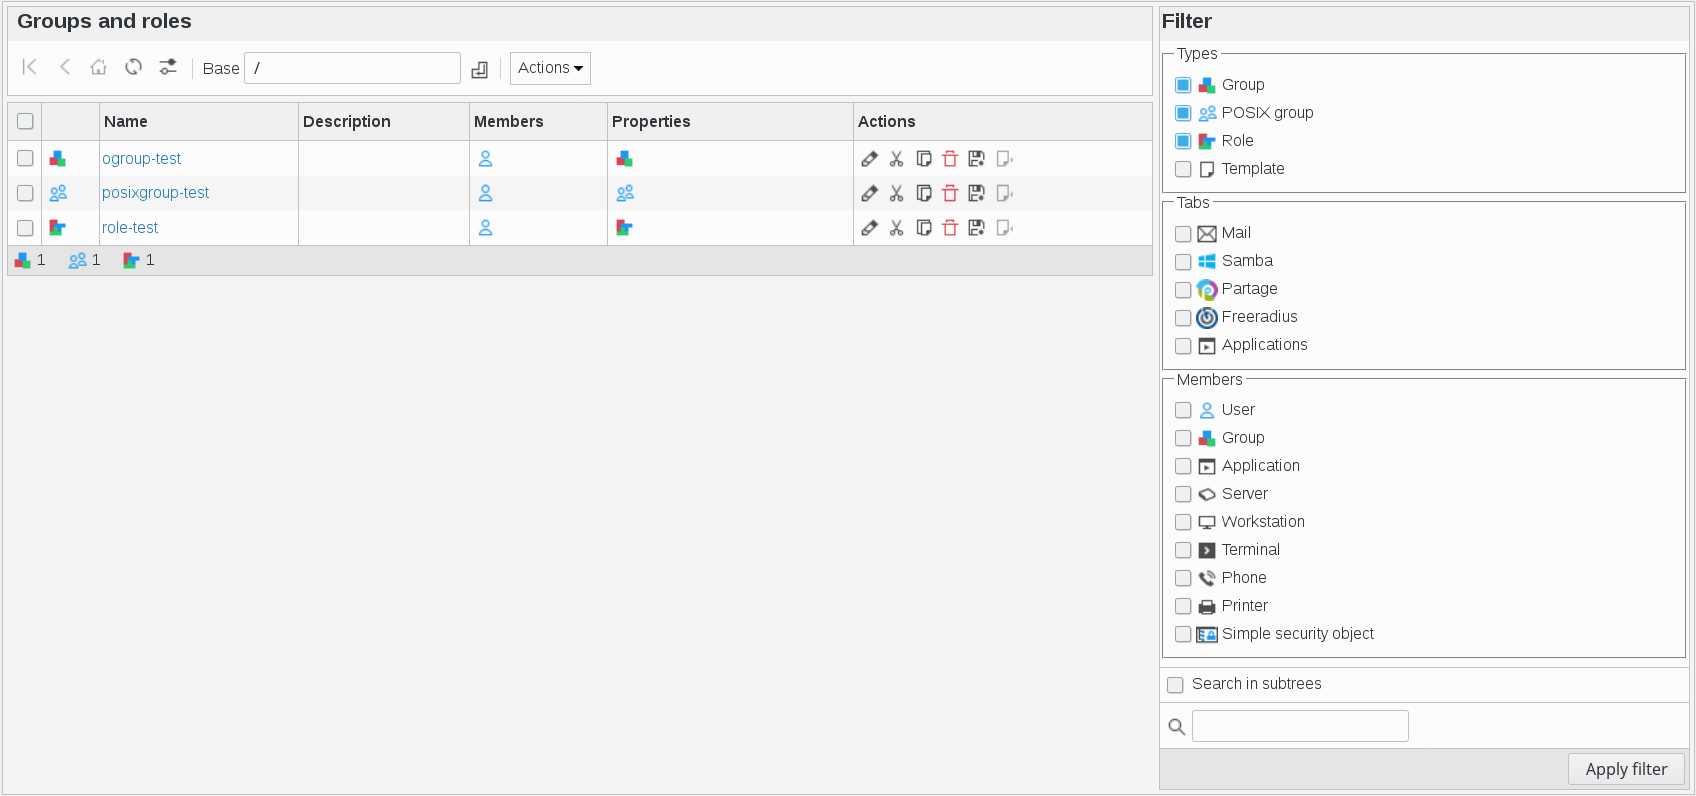 Groups and roles
Base / Actions
Name Description Members Properties Actions
ogroup-test
posixgroup-test
role-test
1 1 1
Filter
Types
Group
POSIX group
Role
Template
Tabs
Mail
Samba
Partage
Freeradius
Applications
Members
User
Group
Application
Server
Workstation
Terminal
Phone
Printer
Simple security object
Search in subtrees
Apply filter